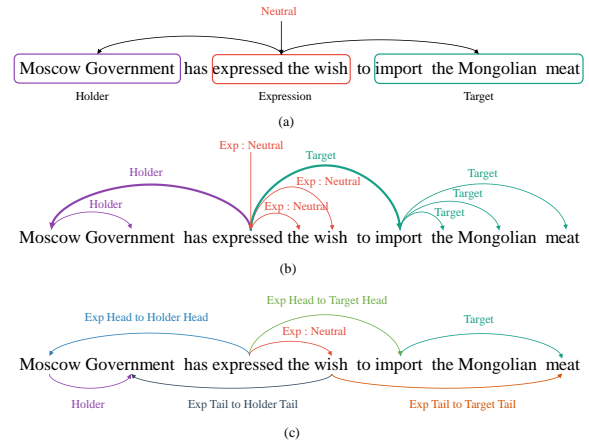 Neutral
Moscow Government has expressed the wish to import the Mongolian meat
Holder Expression Target
(a)
Exp : Neutral
Target
Holder
Target
Exp : Neutral
Target
Holder
Exp : Neutral
Target
Moscow Government has expressed the wish to import the Mongolian meat
(b)
Exp Head to Target Head
Exp Head to Holder Head
Exp : Neutral
Target
Moscow Government has expressed the wish to import the Mongolian meat
Holder Exp Tail to Holder Tail Exp Tail to Target Tail
(c)